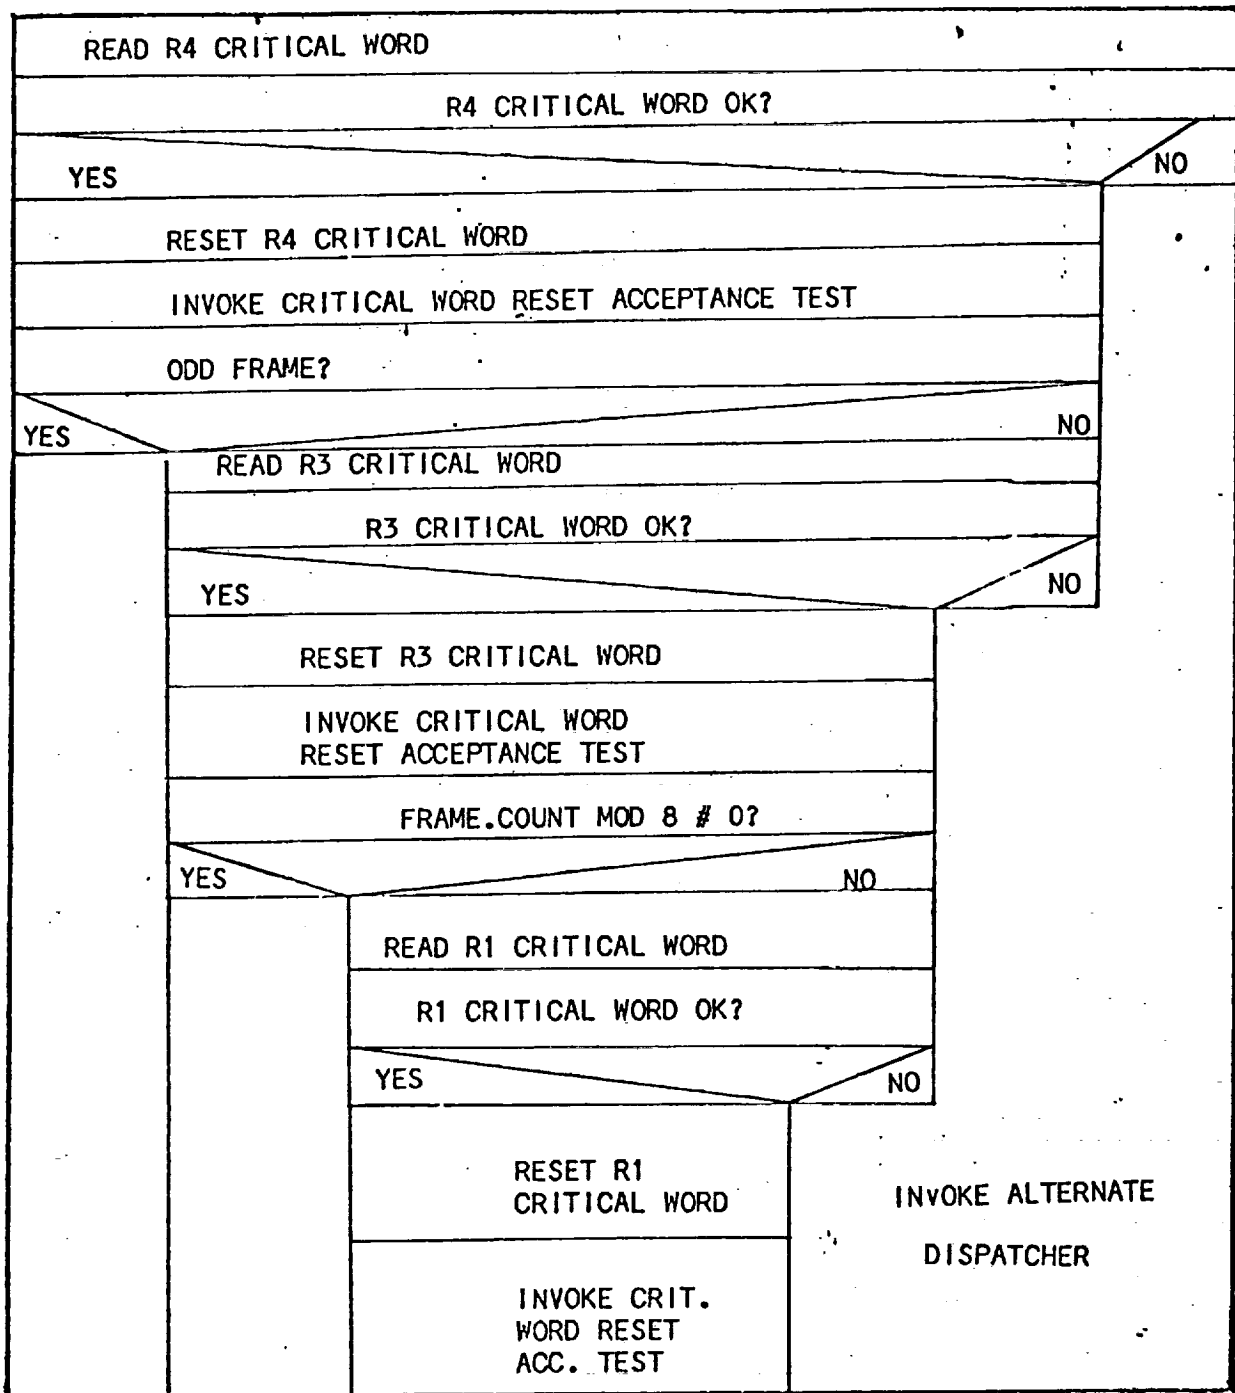 READ R4 CRITICAL WORD
R4 CRITICAL WORD OK?
YES
NO
RESET R4 CRITICAL WORD
INVOKE CRITICAL WORD RESET ACCEPTANCE TEST
ODD FRAME?
YES
NO
READ R3 CRITICAL WORD
R3 CRITICAL WORD OK?
YES
NO
RESET R3 CRITICAL WORD
INVOKE CRITICAL WORD
RESET ACCEPTANCE TEST
FRAME.COUNT MOD 8 # 0?
YES
NO
READ R1 CRITICAL WORD
R1 CRITICAL WORD OK?
YES
NO
RESET R1
CRITICAL WORD
INVOKE ALTERNATE
DISPATCHER
INVOKE CRIT.
WORD RESET
ACC. TEST